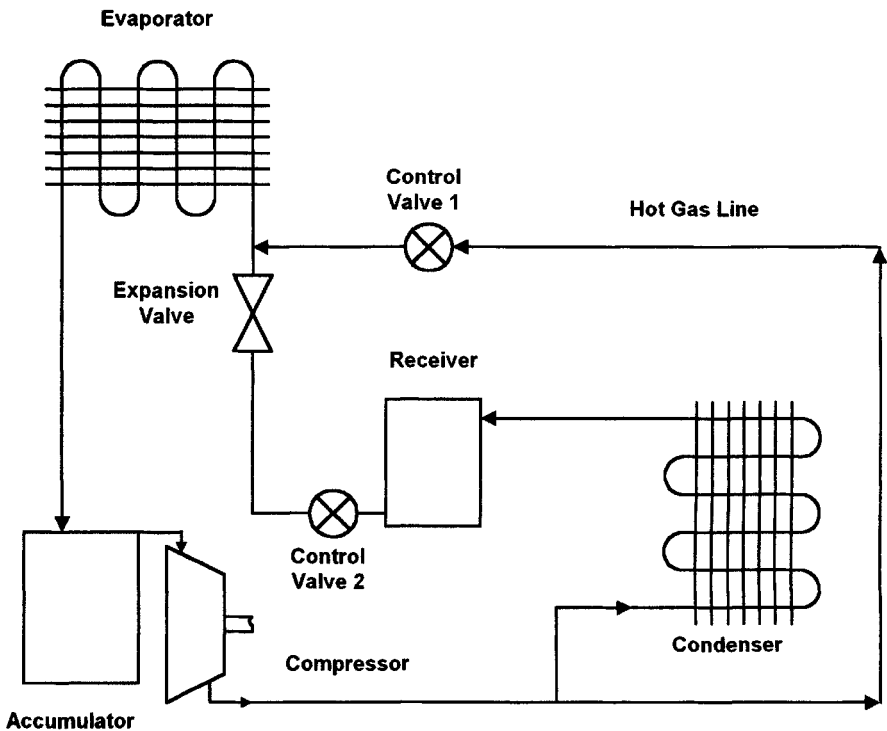 Evaporator
Control
Valve 1
Hot Gas Line
Expansion
Valve
Receiver
Control
Valve 2
Condenser
Compressor
Accumulator